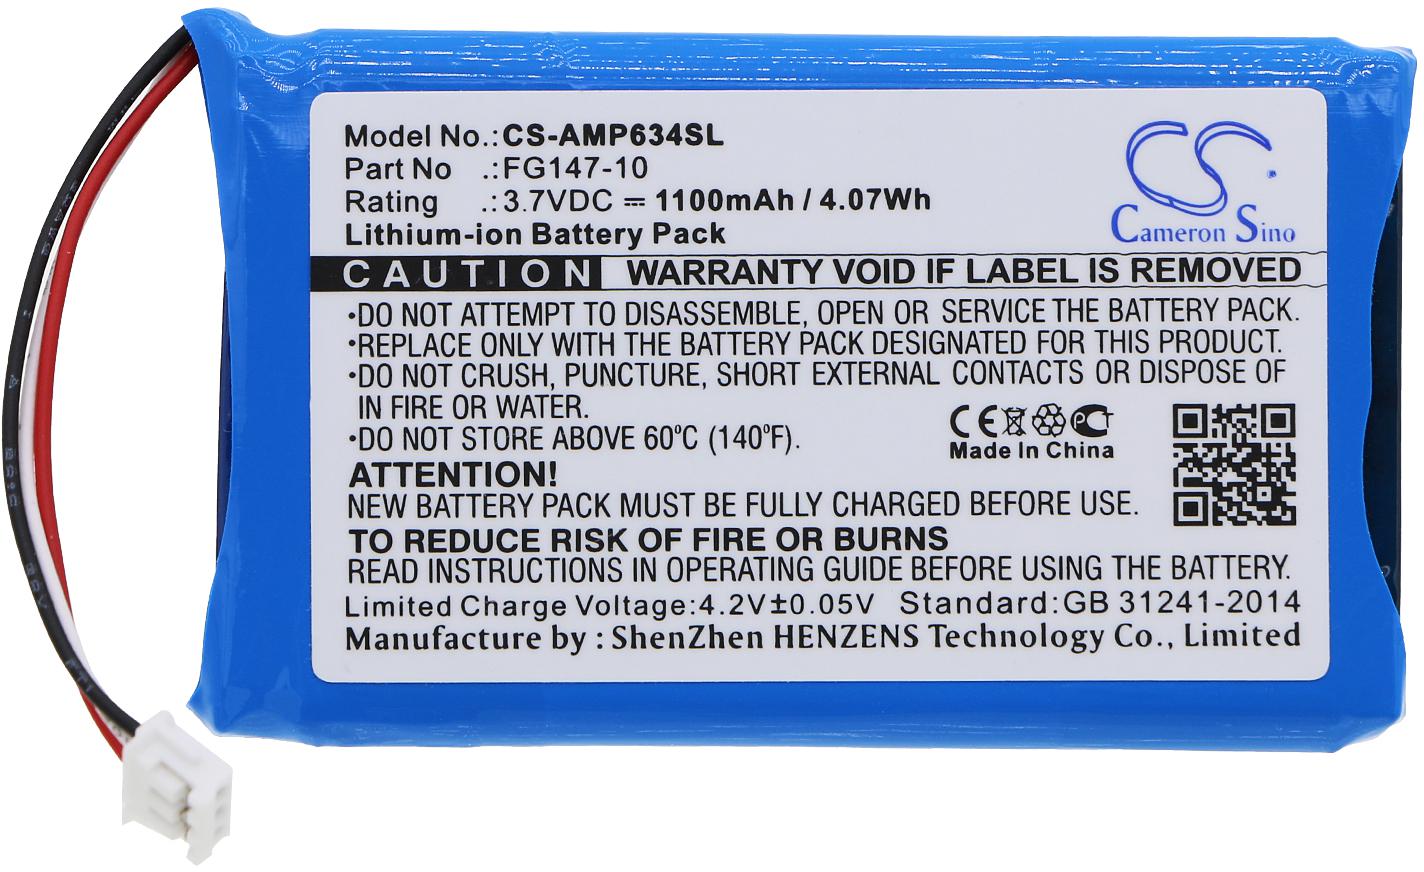 Model No.:CS-AMP634SL
Part No .:FG147-10
Rating .:3.7VDC ⎓ 1100mAh / 4.07Wh
Lithium-ion Battery Pack
CS
Cameron Sino
CAUTION WARRANTY VOID IF LABEL IS REMOVED
•DO NOT ATTEMPT TO DISASSEMBLE, OPEN OR SERVICE THE BATTERY PACK.
•REPLACE ONLY WITH THE BATTERY PACK DESIGNATED FOR THIS PRODUCT.
•DO NOT CRUSH, PUNCTURE, SHORT EXTERNAL CONTACTS OR DISPOSE OF
IN FIRE OR WATER.
•DO NOT STORE ABOVE 60ºC (140ºF).
CE
Made In China
ATTENTION!
NEW BATTERY PACK MUST BE FULLY CHARGED BEFORE USE.
TO REDUCE RISK OF FIRE OR BURNS
READ INSTRUCTIONS IN OPERATING GUIDE BEFORE USING THE BATTERY.
Limited Charge Voltage:4.2V±0.05V Standard:GB 31241-2014
Manufacture by : ShenZhen HENZENS Technology Co., Limited